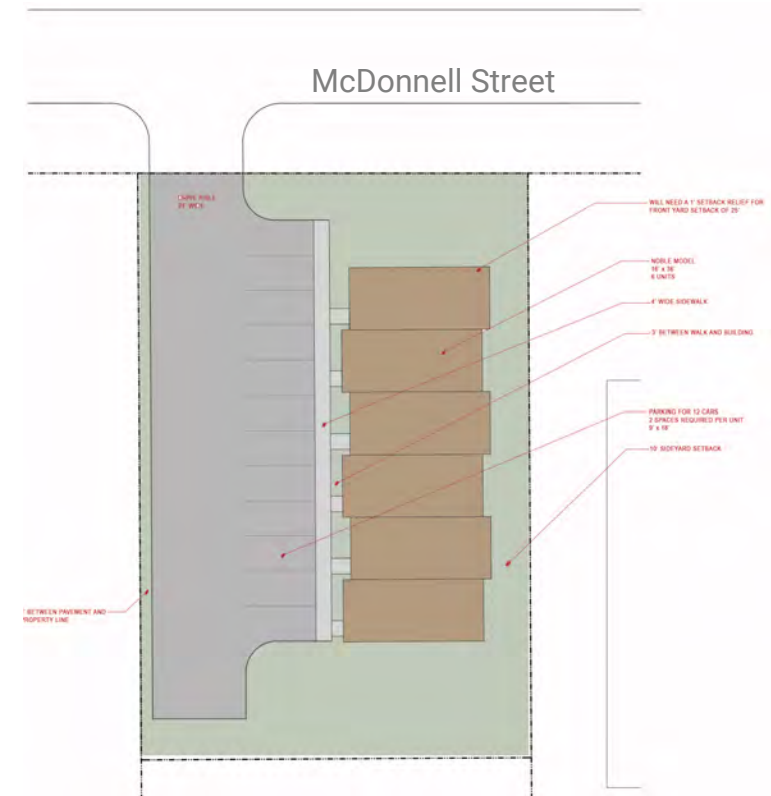 McDonnell Street
WILL NEED A 1' SETBACK RELIEF FOR
FRONT YARD SETBACK OF 25'
NOBLE MODEL
6 UNITS
4' WIDE SIDEWALK
3' BETWEEN WALK AND BUILDING
PARKING FOR 12 CARS
2 SPACES REQUIRED PER UNIT
9' x 18'
10' SIDEYARD SETBACK
BETWEEN PAVEMENT AND
PROPERTY LINE